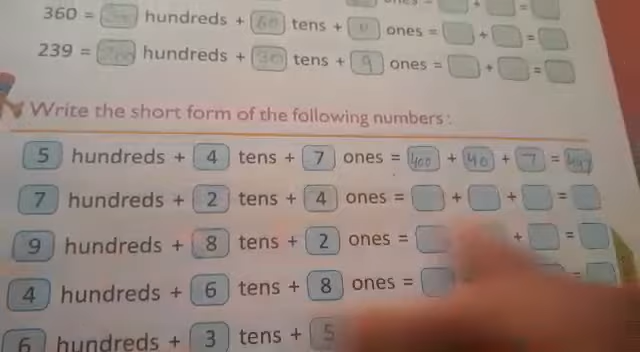 360 = hundreds + 60 tens + 0 ones = + =
239 = hundreds + 30 tens + 9 ones = + =
Write the short form of the following numbers:
5 hundreds + 4 tens + 7 ones = 400 + 40 + 7 =
7 hundreds + 2 tens + 4 ones = + + =
9 hundreds + 8 tens + 2 ones = + =
4 hundreds + 6 tens + 8 ones = =
6 hundreds + 3 tens + 5